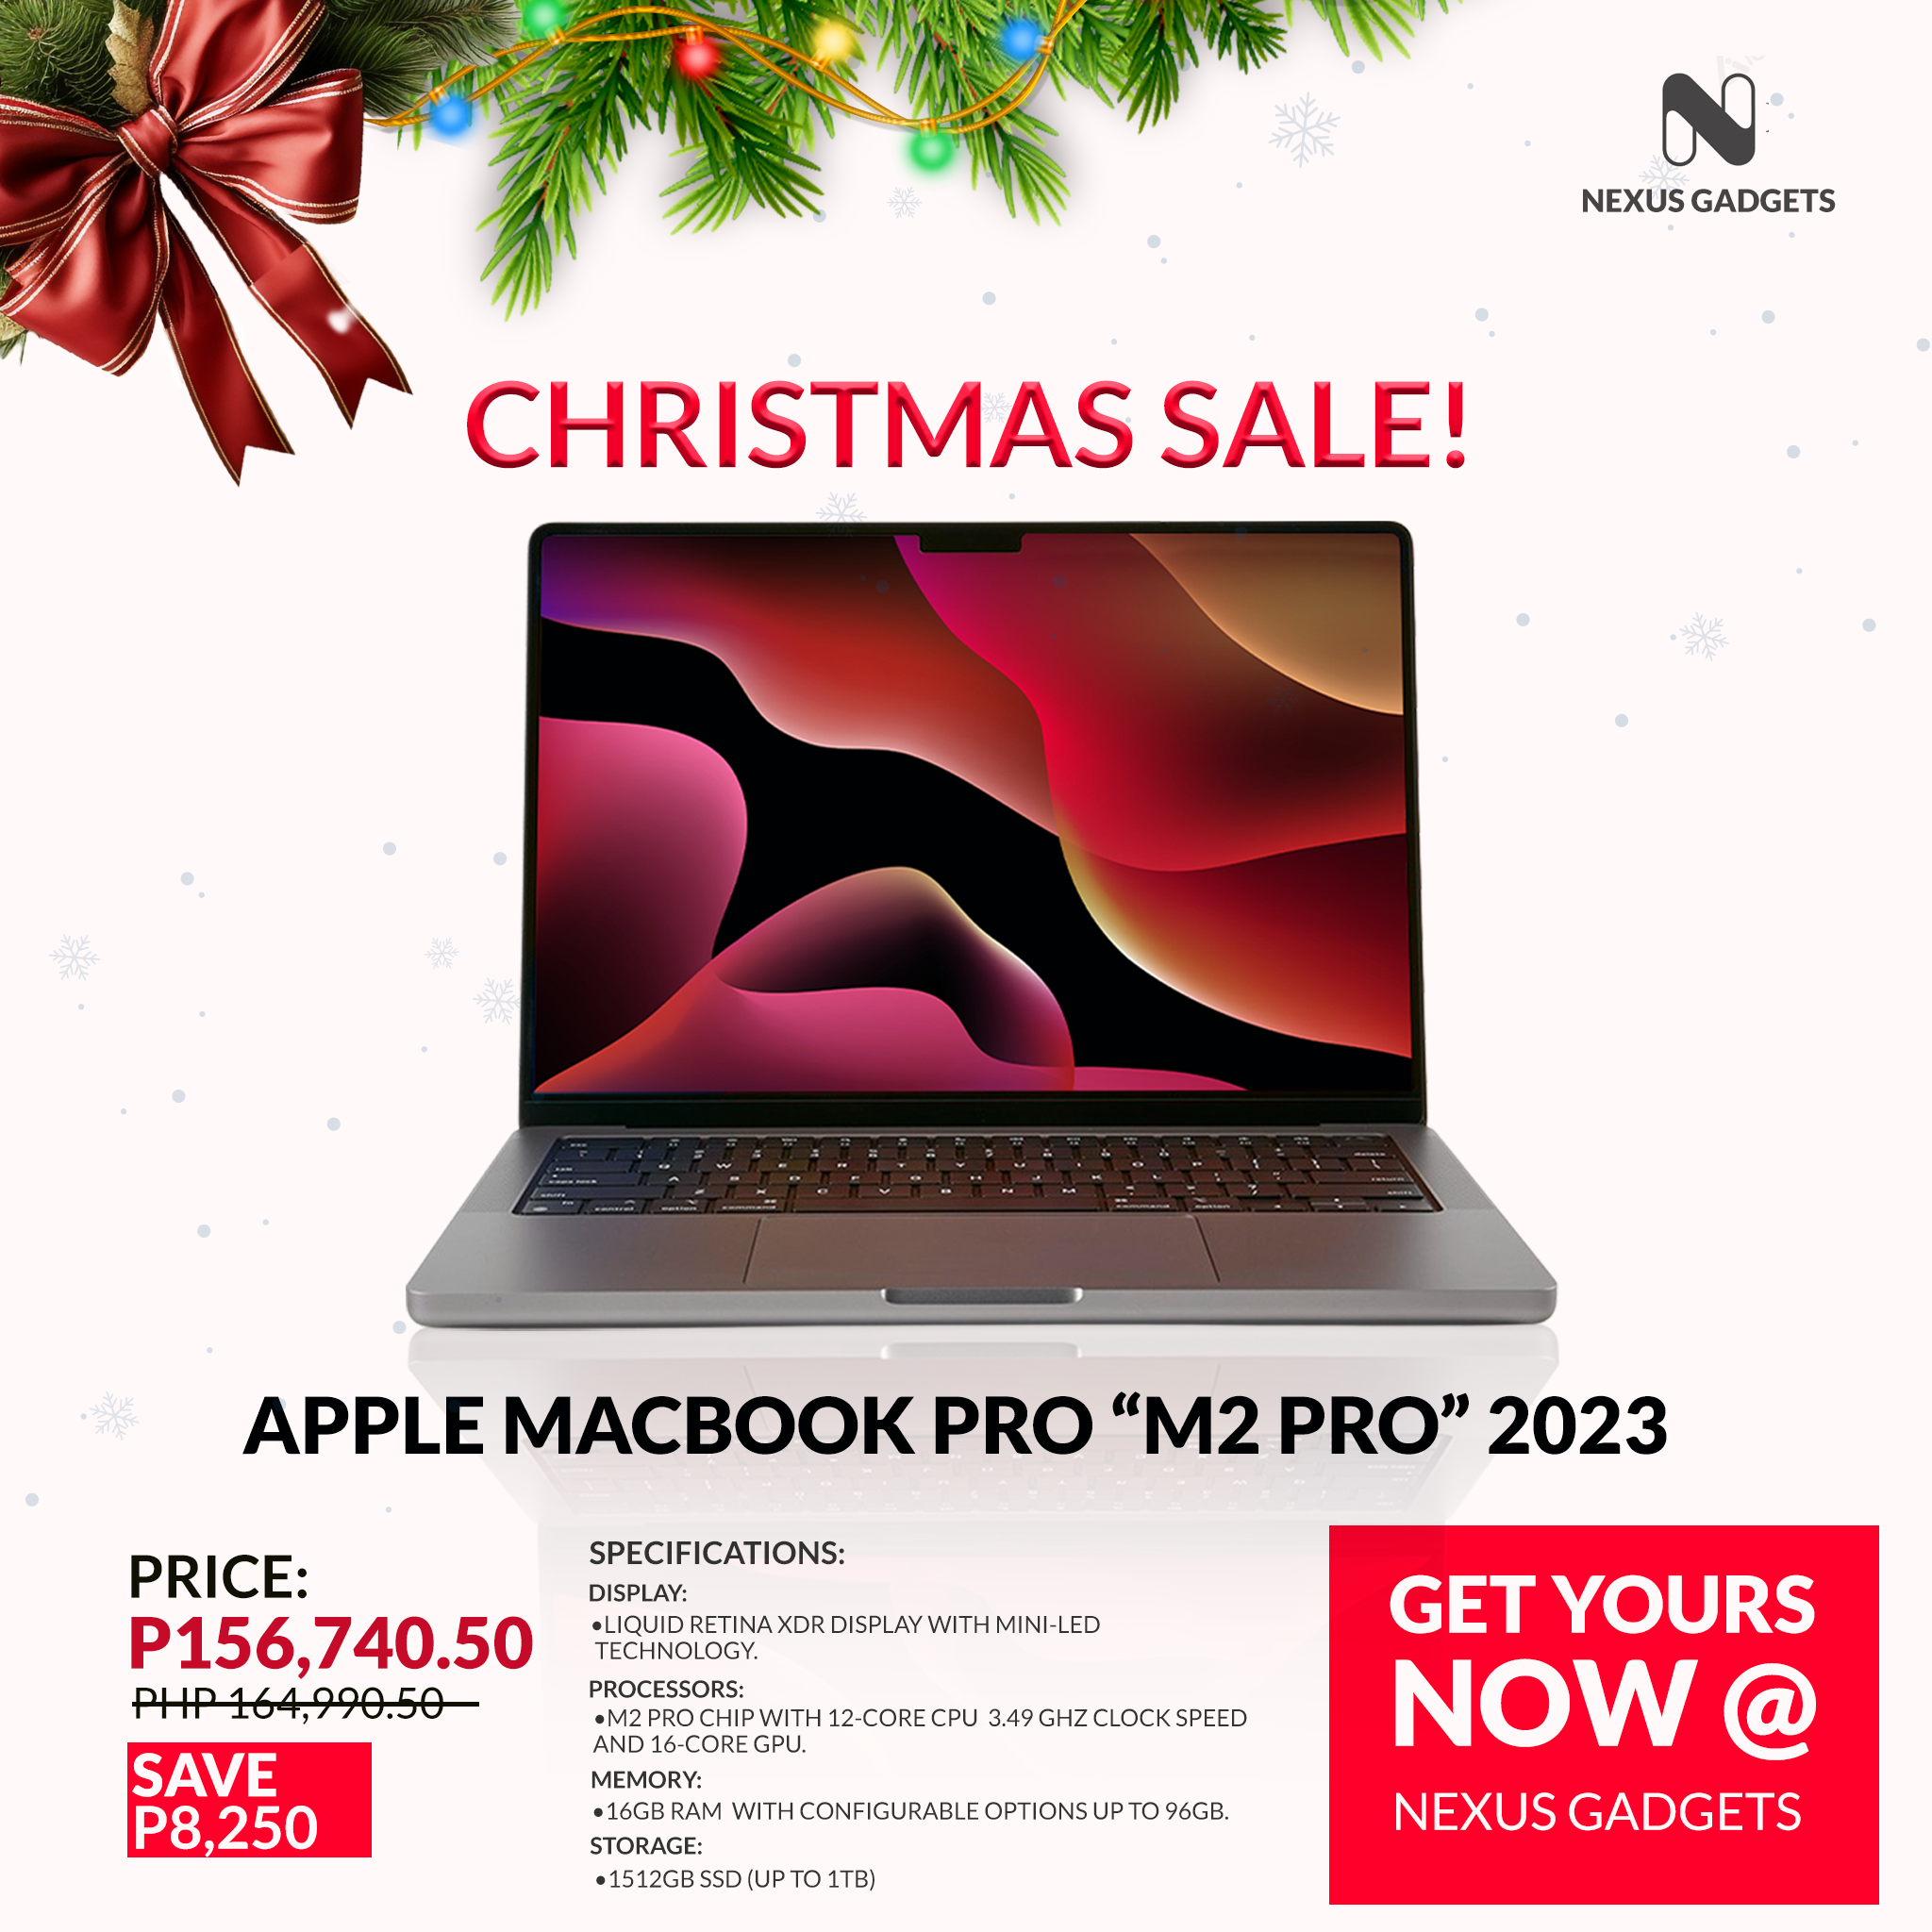 NEXUS GADGETS
CHRISTMAS SALE!
APPLE MACBOOK PRO “M2 PRO” 2023
PRICE:
P156,740.50
PHP 164,990.50
SAVE
P8,250
SPECIFICATIONS:
DISPLAY:
•LIQUID RETINA XDR DISPLAY WITH MINI-LED
TECHNOLOGY.
PROCESSORS:
•M2 PRO CHIP WITH 12-CORE CPU 3.49 GHZ CLOCK SPEED
AND 16-CORE GPU.
MEMORY:
•16GB RAM WITH CONFIGURABLE OPTIONS UP TO 96GB.
STORAGE:
•1512GB SSD (UP TO 1TB)
GET YOURS
NOW @
NEXUS GADGETS